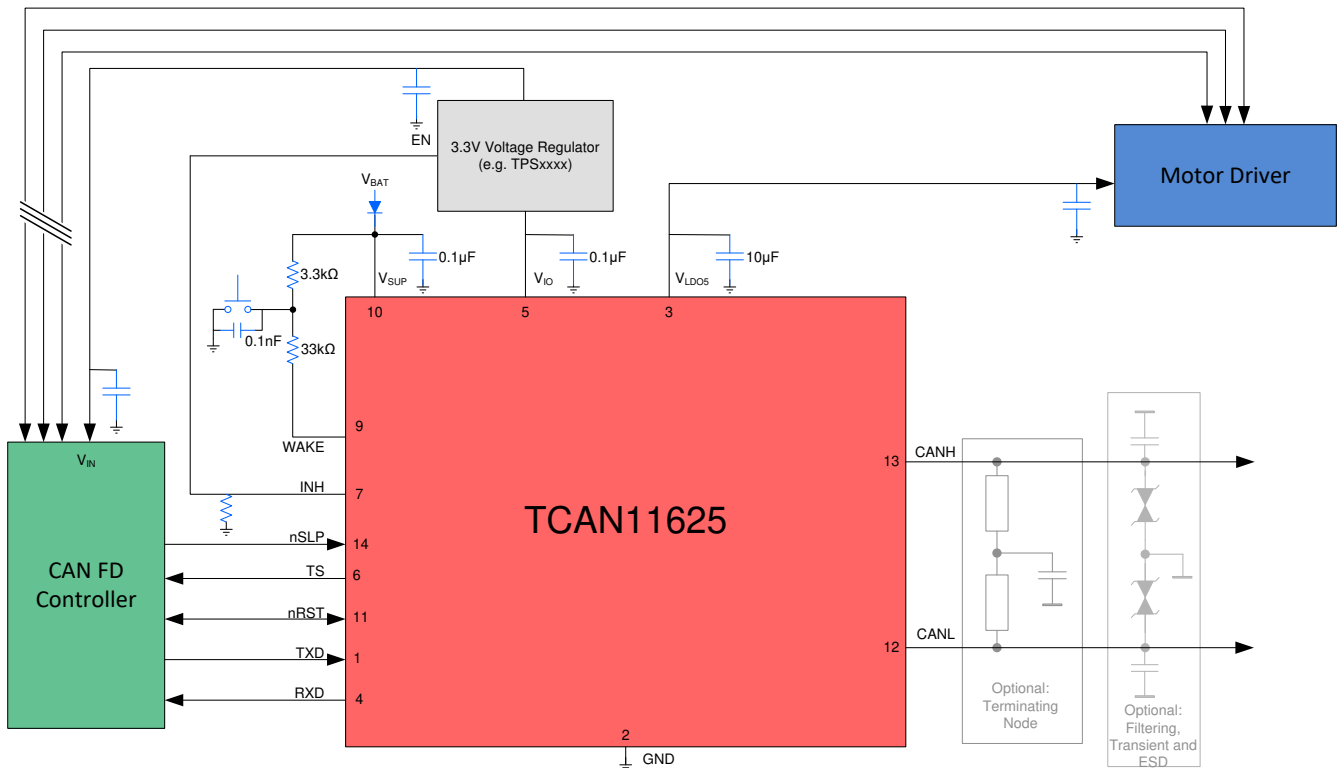 EN
3.3V Voltage Regulator
(e.g. TPSxxxx)
Motor Driver
VBAT
3.3kΩ
0.1µF
0.1µF
10µF
VSUP
VIO
VLDO5
10
5
3
0.1nF
33kΩ
9
WAKE
VIN
INH
7
CANH
13
TCAN11625
nSLP
14
CAN FD
Controller
TS
6
nRST
11
TXD
1
RXD
4
CANL
12
2
GND
Optional:
Terminating
Node
Optional:
Filtering,
Transient and
ESD